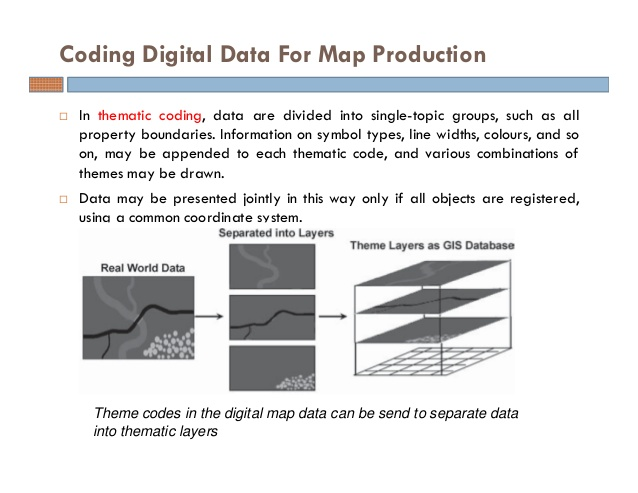 Coding Digital Data For Map Production
In thematic coding, data are divided into single-topic groups, such as all
property boundaries. Information on symbol types, line widths, colours, and so
on, may be appended to each thematic code, and various combinations of
themes may be drawn.
Data may be presented jointly in this way only if all objects are registered,
using a common coordinate system.
Separated into Layers
Theme Layers as GIS Database
Real World Data
Theme codes in the digital map data can be send to separate data
into thematic layers